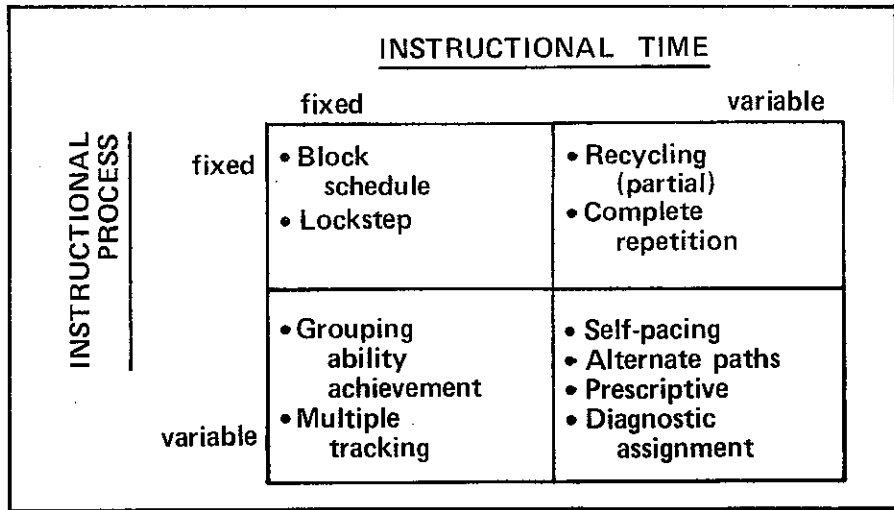 INSTRUCTIONAL TIME
fixed
variable
INSTRUCTIONAL
PROCESS
fixed
• Block
schedule
• Lockstep
• Recycling
(partial)
• Complete
repetition
variable
• Grouping
ability
achievement
• Multiple
tracking
• Self-pacing
• Alternate paths
• Prescriptive
• Diagnostic
assignment